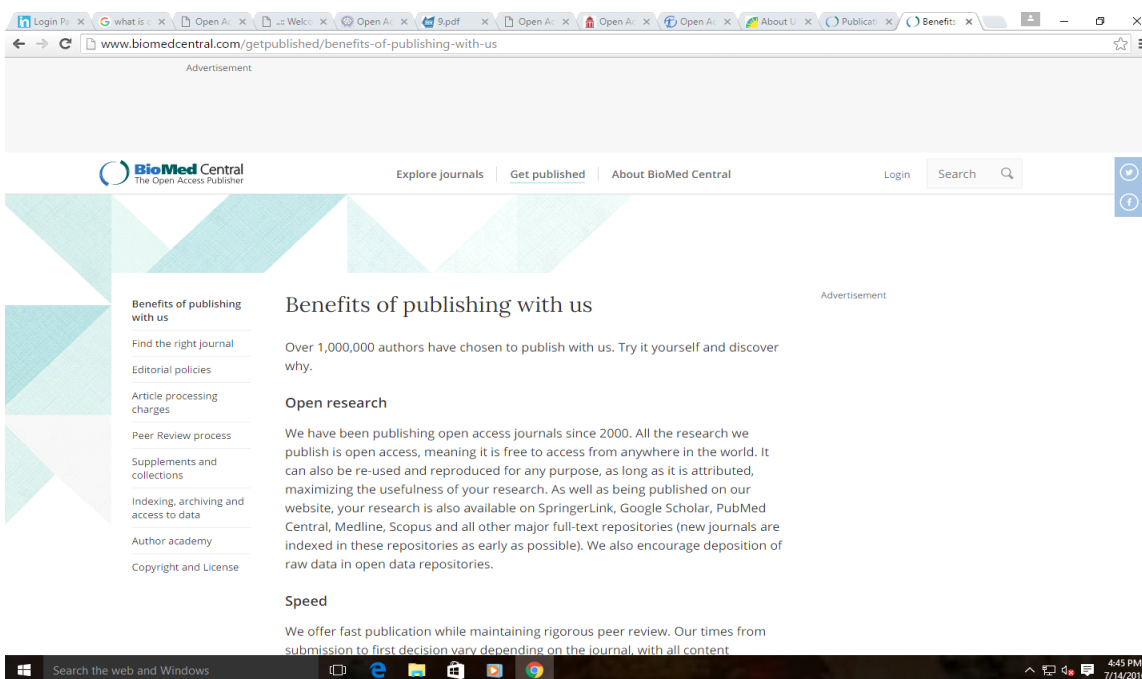 Login Pa
what is
Open Ac
.:: Welco
Open Ac
9.pdf
Open Ac
Open Ac
Open Ac
About U
Publicati
Benefits
www.biomedcentral.com/getpublished/benefits-of-publishing-with-us
Advertisement
BioMed Central
The Open Access Publisher
Explore journals
Get published
About BioMed Central
Login
Search
Benefits of publishing
with us
Find the right journal
Editorial policies
Article processing
charges
Peer Review process
Supplements and
collections
Indexing, archiving and
access to data
Author academy
Copyright and License
Benefits of publishing with us
Over 1,000,000 authors have chosen to publish with us. Try it yourself and discover
why.
Open research
We have been publishing open access journals since 2000. All the research we
publish is open access, meaning it is free to access from anywhere in the world. It
can also be re-used and reproduced for any purpose, as long as it is attributed,
maximizing the usefulness of your research. As well as being published on our
website, your research is also available on SpringerLink, Google Scholar, PubMed
Central, Medline, Scopus and all other major full-text repositories (new journals are
indexed in these repositories as early as possible). We also encourage deposition of
raw data in open data repositories.
Speed
We offer fast publication while maintaining rigorous peer review. Our times from
submission to first decision vary depending on the journal, with all content
Advertisement
Search the web and Windows
4:45 PM
7/14/201